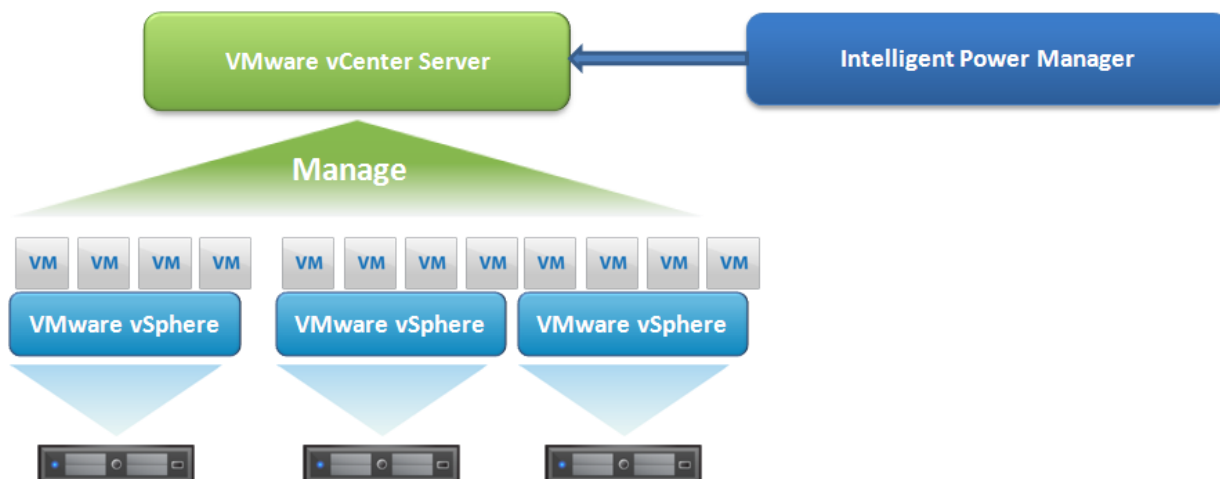 VMware vCenter Server
Intelligent Power Manager
Manage
VM VM VM VM VM VM VM VM VM VM VM VM
VMware vSphere VMware vSphere VMware vSphere